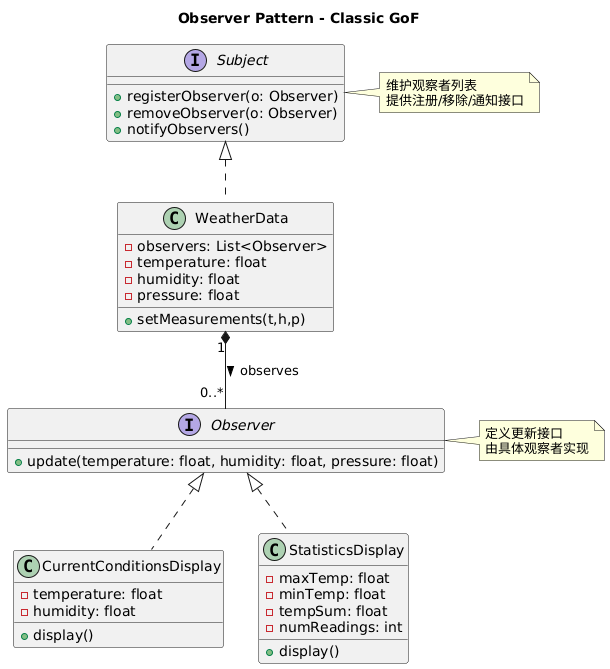 Observer Pattern - Classic GoF
I Subject
registerObserver(o: Observer)
removeObserver(o: Observer)
notifyObservers()
维护观察者列表
提供注册/移除/通知接口
C WeatherData
observers: List<Observer>
temperature: float
humidity: float
pressure: float
setMeasurements(t,h,p)
1
observes
0..*
I Observer
update(temperature: float, humidity: float, pressure: float)
定义更新接口
由具体观察者实现
C CurrentConditionsDisplay
temperature: float
humidity: float
display()
C StatisticsDisplay
maxTemp: float
minTemp: float
tempSum: float
numReadings: int
display()